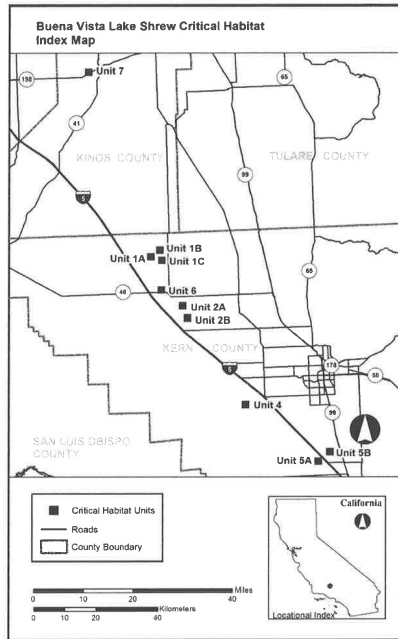 Buena Vista Lake Shrew Critical Habitat
Index Map
Unit 7
198
65
41
KINGS COUNTY
TULARE COUNTY
99
5
Unit 1B
Unit 1A
Unit 1C
65
Unit 6
46
Unit 2A
Unit 2B
KERN COUNTY
178
58
5
Unit 4
99
SAN LUIS OBISPO
COUNTY
Unit 5B
Unit 5A
Critical Habitat Units
Roads
County Boundary
California
Locational Index
Miles
0 10 20 40
Kilometers
0 10 20 40